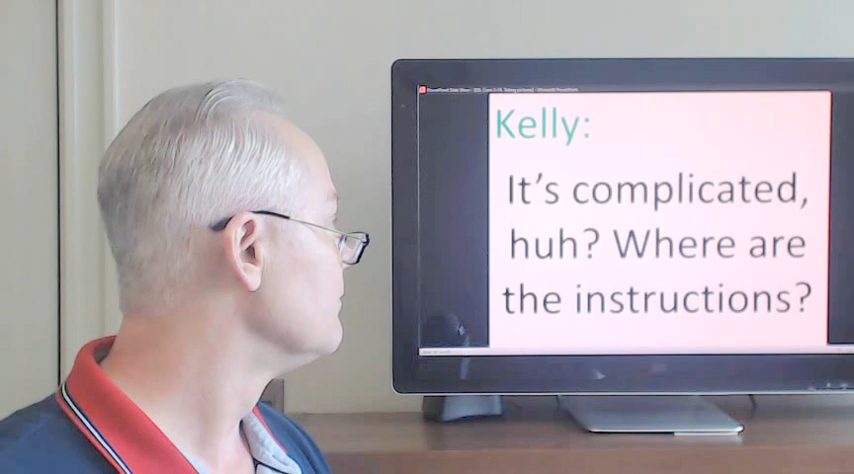 Kelly:
It's complicated,
huh? Where are
the instructions?